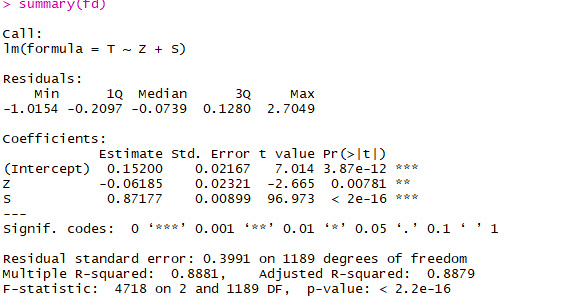 > summary(fd)
Call:
lm(formula = T ~ Z + S)
Residuals:
Min 1Q Median 3Q Max
-1.0154 -0.2097 -0.0739 0.1280 2.7049
Coefficients:
Estimate Std. Error t value Pr(>|t|)
(Intercept) 0.15200 0.02167 7.014 3.87e-12 ***
Z -0.06185 0.02321 -2.665 0.00781 **
S 0.87177 0.00899 96.973 < 2e-16 ***
---
Signif. codes: 0 ‘***’ 0.001 ‘**’ 0.01 ‘*’ 0.05 ‘.’ 0.1 ‘ ’ 1
Residual standard error: 0.3991 on 1189 degrees of freedom
Multiple R-squared: 0.8881, Adjusted R-squared: 0.8879
F-statistic: 4718 on 2 and 1189 DF, p-value: < 2.2e-16